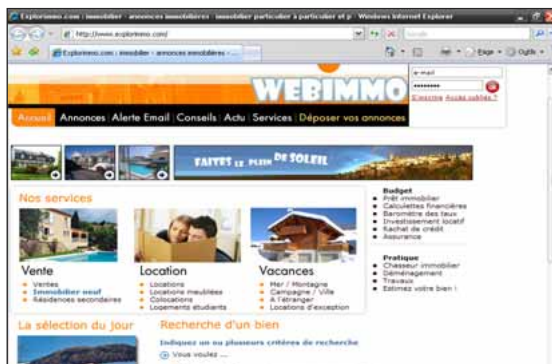 Explorimmo.com : immobilier - annonces immobilières - immobilier particulier à particulier et p - Windows Internet Explorer
http://www.explorimmo.com/
Google
Explorimmo.com : immobilier - annonces immobilières - ...
Page
Outils
WEBIMMO
e-mail
S'inscrire Accès oubliés ?
Accueil Annonces Alerte Email Conseils Actu Services Déposer vos annonces
FAITES LE PLEIN DE SOLEIL
Nos services
Vente
Ventes
Immobilier neuf
Résidences secondaires
Location
Locations
Locations meublées
Colocations
Logements étudiants
Vacances
Mer / Montagne
Campagne / Ville
A l'étranger
Locations d'exception
Budget
Prêt immobilier
Calculettes financières
Baromètre des taux
Investissement locatif
Rachat de crédit
Assurance
Pratique
Chasseur immobilier
Déménagement
Travaux
Estimez votre bien !
La sélection du jour
Recherche d'un bien
Indiquez un ou plusieurs critères de recherche
Vous voulez ...